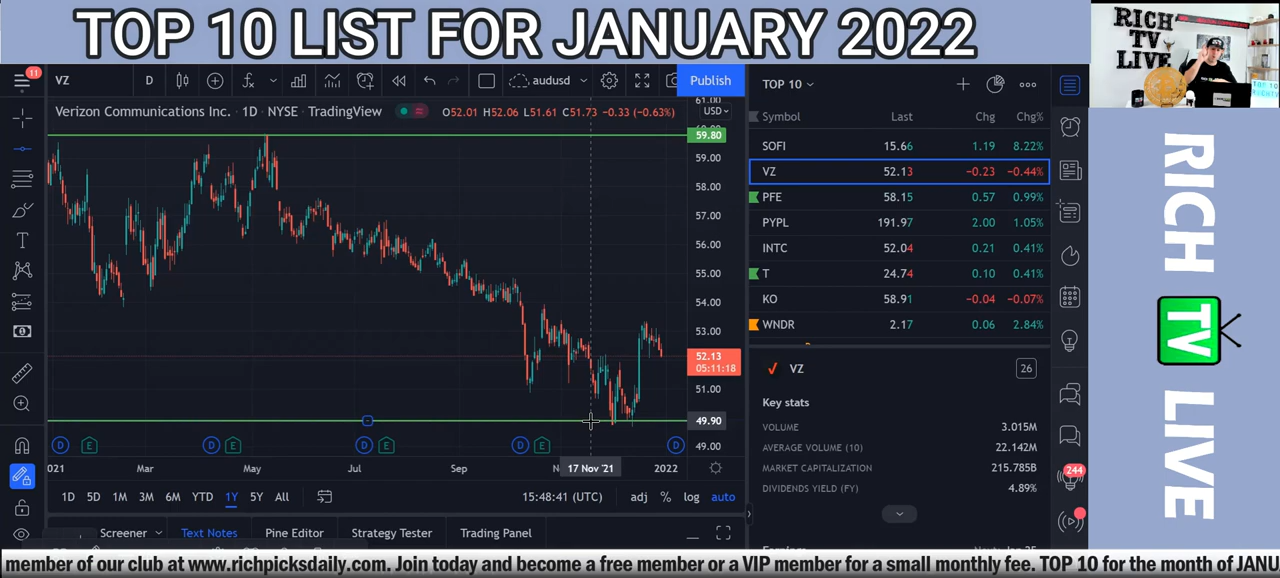 TOP 10 LIST FOR JANUARY 2022
RICH
TV
LIVE
11
VZ
D
audusd
Publish
Verizon Communications Inc. · 1D · NYSE · TradingView
O52.01 H52.06 L51.61 C51.73 −0.33 (−0.63%)
USD
61.00
59.80
59.00
58.00
57.00
56.00
55.00
54.00
53.00
52.13
05:11:18
51.00
49.90
49.00
D E D E D E D E D
2021 Mar May Jul Sep 17 Nov '21 2022
1D 5D 1M 3M 6M YTD 1Y 5Y All
15:48:41 (UTC) adj % log auto
Screener Text Notes Pine Editor Strategy Tester Trading Panel
TOP 10
Symbol Last Chg Chg%
SOFI 15.66 1.19 8.22%
VZ 52.13 −0.23 −0.44%
PFE 58.15 0.57 0.99%
PYPL 191.97 2.00 1.05%
INTC 52.04 0.21 0.41%
T 24.74 0.10 0.41%
KO 58.91 −0.04 −0.07%
WNDR 2.17 0.06 2.84%
VZ
26
Key stats
VOLUME 3.015M
AVERAGE VOLUME (10) 22.142M
MARKET CAPITALIZATION 215.785B
DIVIDENDS YIELD (FY) 4.89%
244
RICH
TV
LIVE
member of our club at www.richpicksdaily.com. Join today and become a free member or a VIP member for a small monthly fee. TOP 10 for the month of JANU